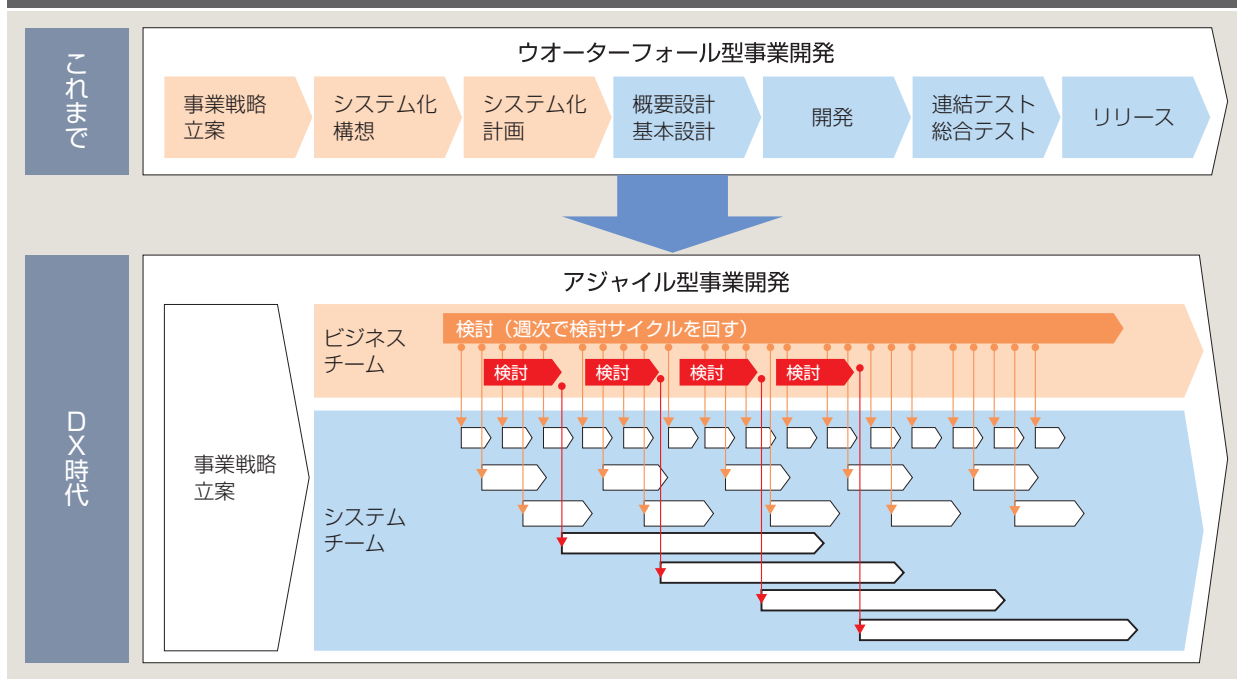 これまで
ウオーターフォール型事業開発
事業戦略
立案
システム化
構想
システム化
計画
概要設計
基本設計
開発
連結テスト
総合テスト
リリース
DX時代
アジャイル型事業開発
事業戦略
立案
ビジネス
チーム
検討（週次で検討サイクルを回す）
検討
検討
検討
検討
システム
チーム